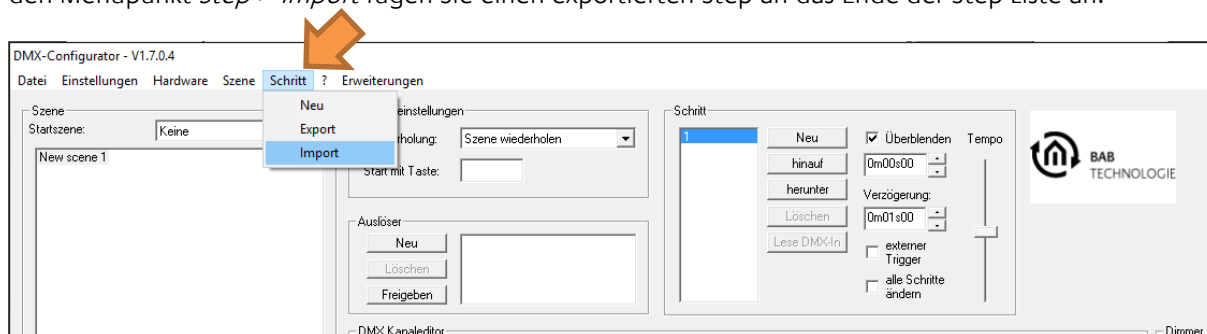 den Menüpunkt Step > Import fügen Sie einen exportierten Step an das Ende der Step Liste an.
DMX-Configurator - V1.7.0.4
Datei Einstellungen Hardware Szene Schritt ? Erweiterungen
Neu
Export
Import
Szene
Startszene: Keine
New scene 1
einstellungen
erholung: Szene wiederholen
Start mit Taste:
Auslöser
Neu
Löschen
Freigeben
Schritt
1
Neu
hinauf
herunter
Löschen
Lese DMX-In
Überblenden
0m00s00
Verzögerung:
0m01s00
externer
Trigger
alle Schritte
ändern
Tempo
BAB
TECHNOLOGIE
DMX Kanaleditor
Dimmer